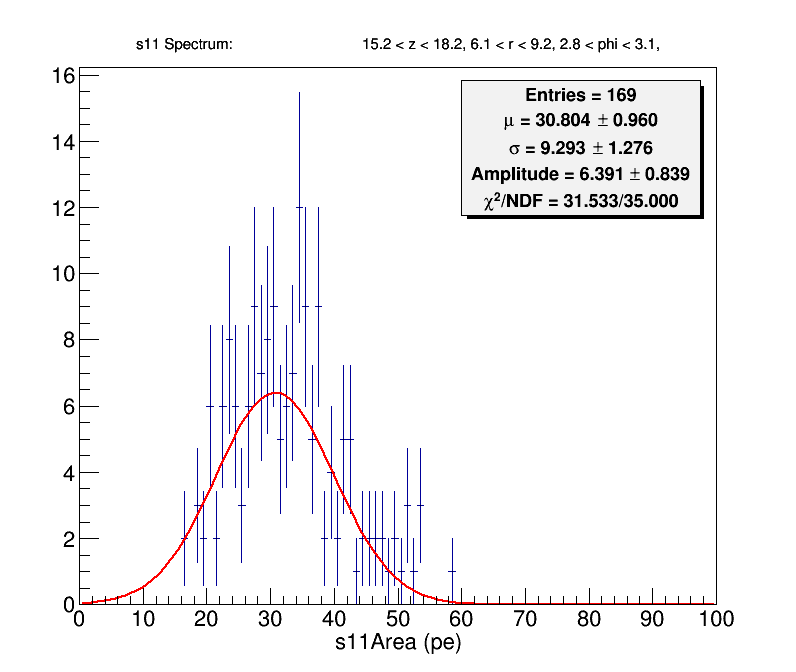 s11 Spectrum: 15.2 < z < 18.2, 6.1 < r < 9.2, 2.8 < phi < 3.1,
Entries = 169
μ = 30.804 ± 0.960
σ = 9.293 ± 1.276
Amplitude = 6.391 ± 0.839
χ²/NDF = 31.533/35.000
16
14
12
10
8
6
4
2
0
0 10 20 30 40 50 60 70 80 90 100
s11Area (pe)